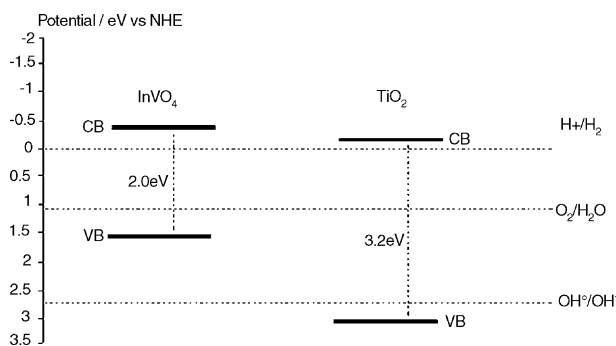 Potential / eV vs NHE
-2
-1.5
-1
-0.5
0
0.5
1
1.5
2
2.5
3
3.5
InVO₄
TiO₂
CB
CB
H+/H₂
2.0eV
O₂/H₂O
VB
3.2eV
OH°/OH⁻
VB